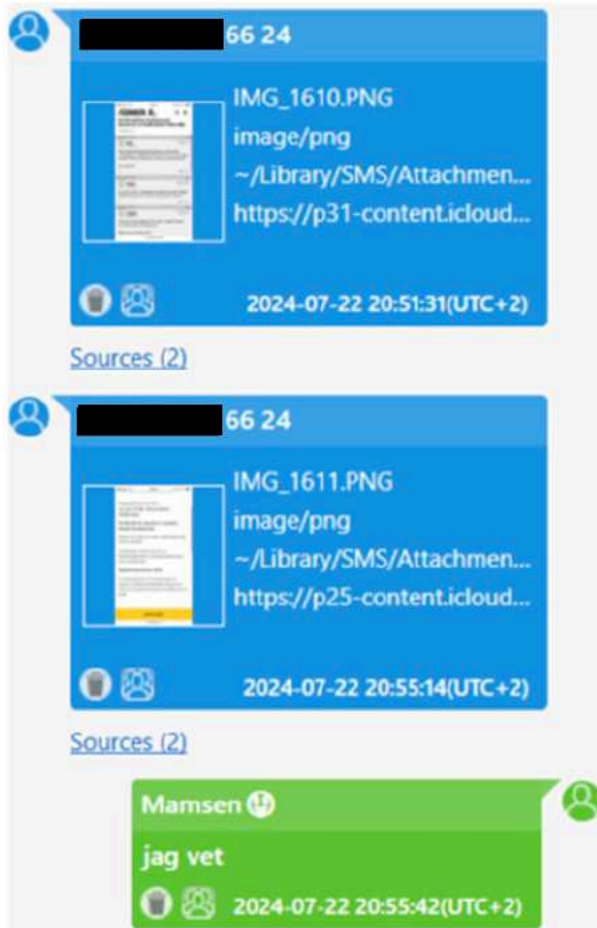 66 24
IMG_1610.PNG
image/png
~/Library/SMS/Attachmen...
https://p31-content.icloud...
2024-07-22 20:51:31(UTC+2)
Sources (2)
66 24
IMG_1611.PNG
image/png
~/Library/SMS/Attachmen...
https://p25-content.icloud...
2024-07-22 20:55:14(UTC+2)
Sources (2)
Mamsen
jag vet
2024-07-22 20:55:42(UTC+2)